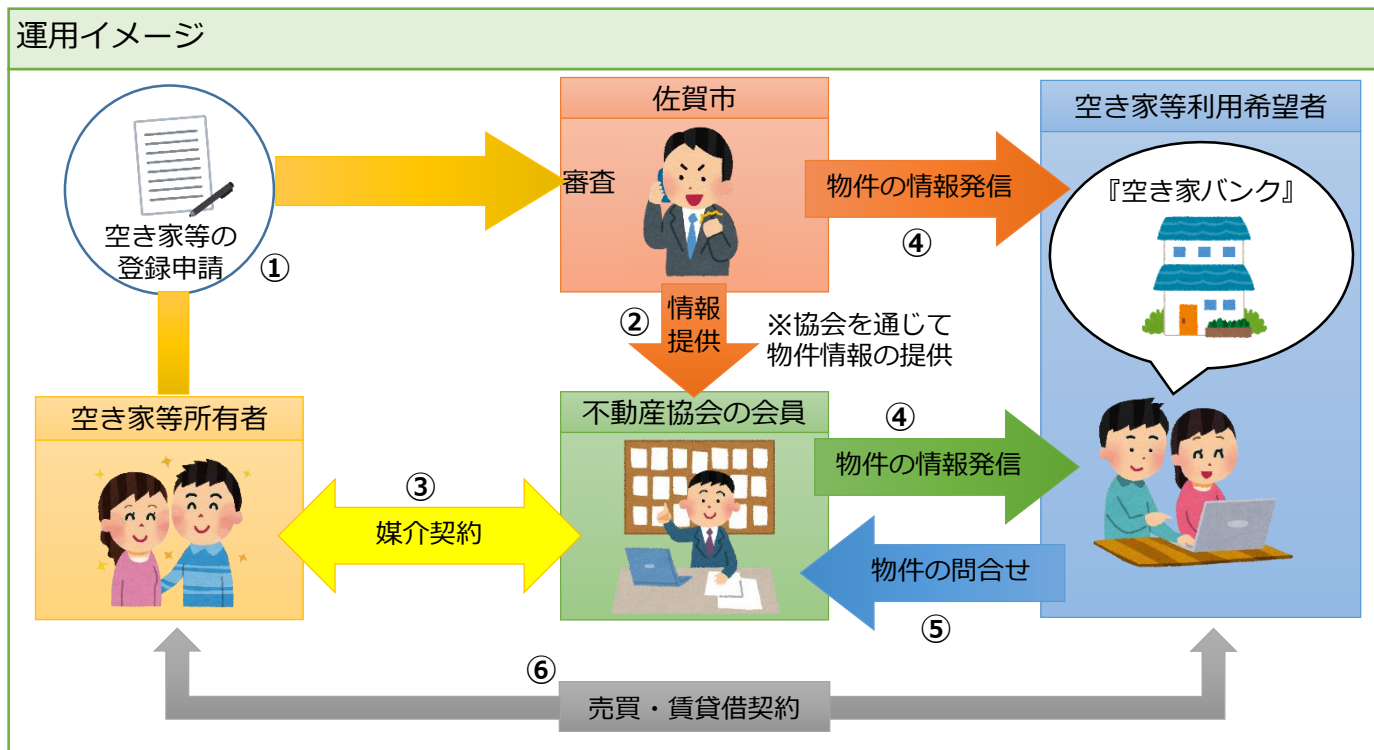 運用イメージ
空き家等の
登録申請
①
佐賀市
審査
物件の情報発信
④
空き家等利用希望者
『空き家バンク』
②
情報
提供
※協会を通じて
物件情報の提供
空き家等所有者
③
媒介契約
不動産協会の会員
④
物件の情報発信
物件の問合せ
⑤
⑥
売買・賃貸借契約